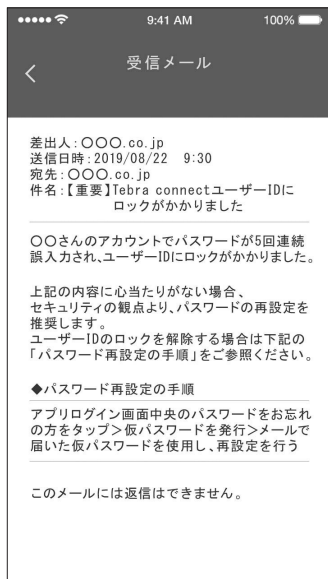 9:41 AM
100%
受信メール
差出人:〇〇〇.co.jp
送信日時:2019/08/22 9:30
宛先:〇〇〇.co.jp
件名:【重要】Tebra connectユーザーIDに
ロックがかかりました
〇〇さんのアカウントでパスワードが5回連続
誤入力され、ユーザーIDにロックがかかりました。
上記の内容に心当たりがない場合、
セキュリティの観点より、パスワードの再設定を
推奨します。
ユーザーIDのロックを解除する場合は下記の
「パスワード再設定の手順」をご参照ください。
◆パスワード再設定の手順
アプリログイン画面中央のパスワードをお忘れ
の方をタップ>仮パスワードを発行>メールで
届いた仮パスワードを使用し、再設定を行う
このメールには返信はできません。